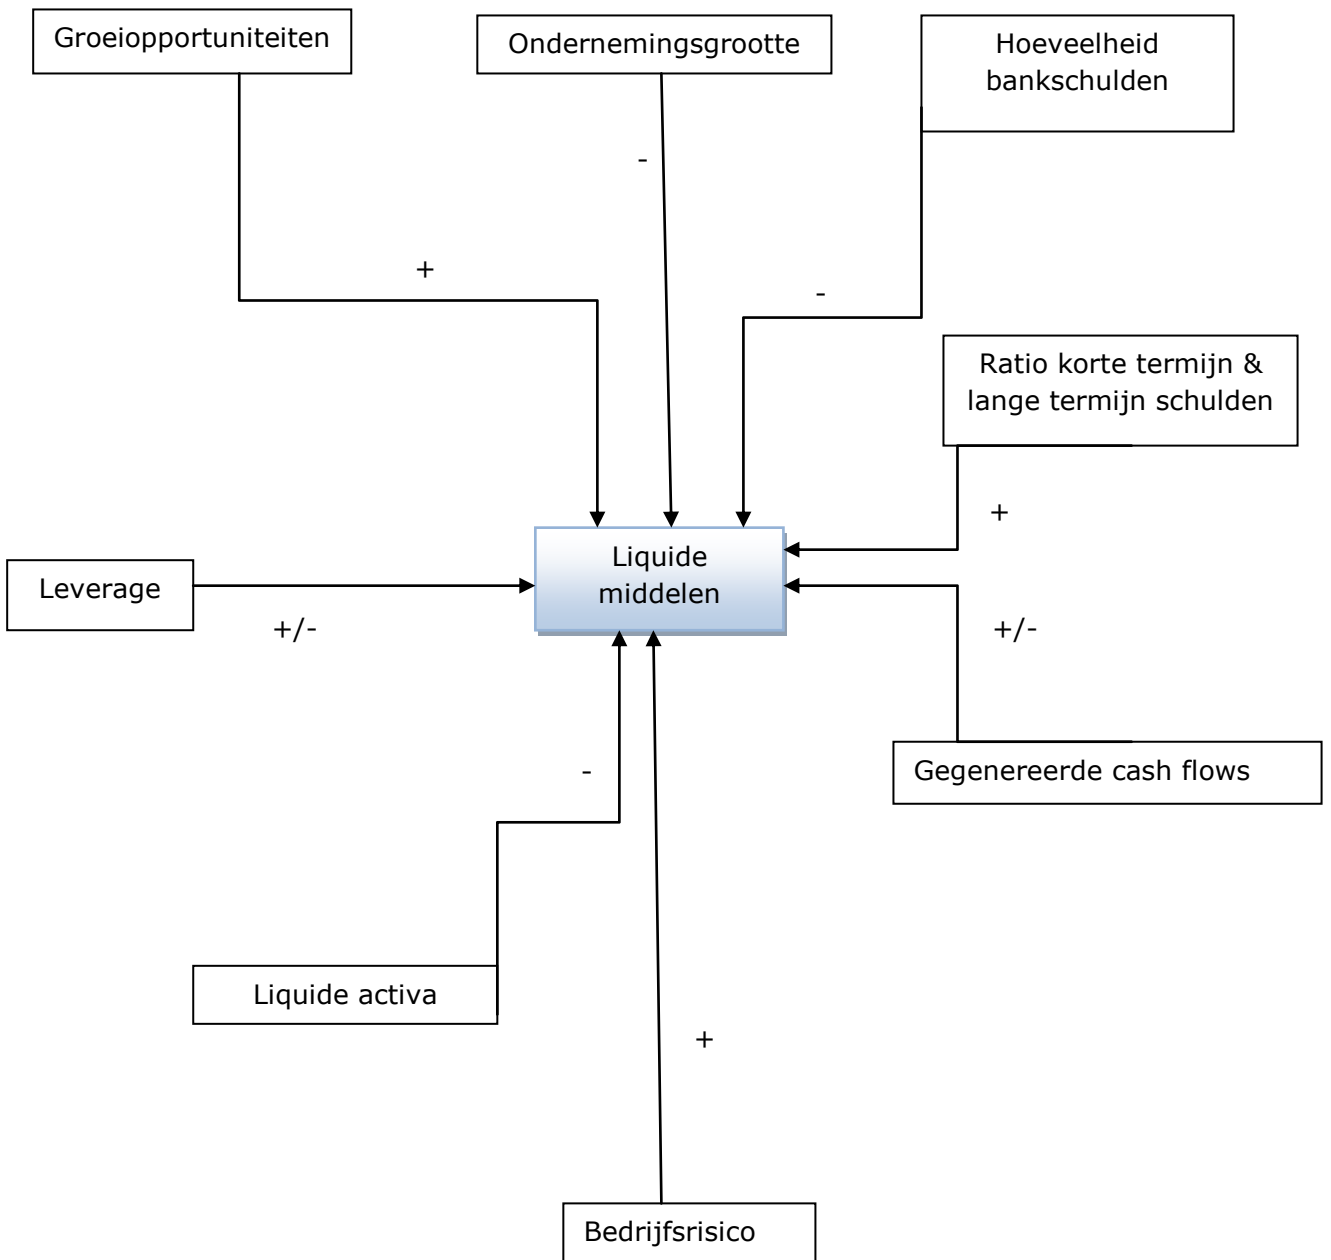 Groeiopportuniteiten
Ondernemingsgrootte
Hoeveelheid
bankschulden
-
+
-
Ratio korte termijn &
lange termijn schulden
+
Liquide
middelen
Leverage
+/-
+/-
-
Gegenereerde cash flows
Liquide activa
+
Bedrijfsrisico